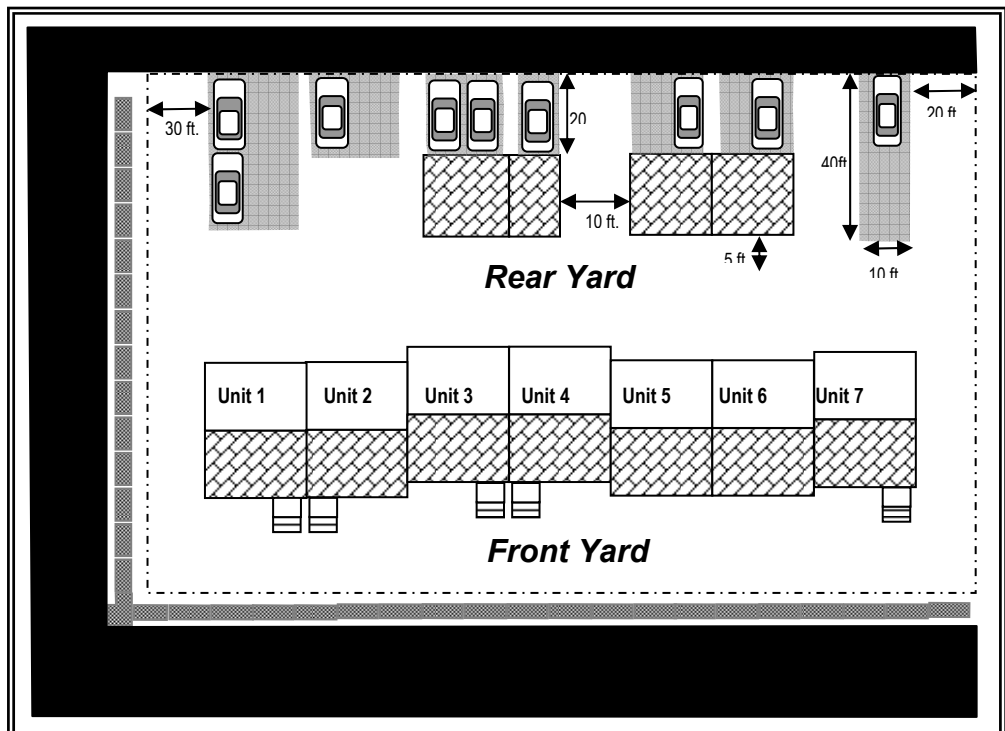 30 ft.
20
20 ft.
40ft
10 ft.
5 ft
10 ft
Rear Yard
Unit 1
Unit 2
Unit 3
Unit 4
Unit 5
Unit 6
Unit 7
Front Yard